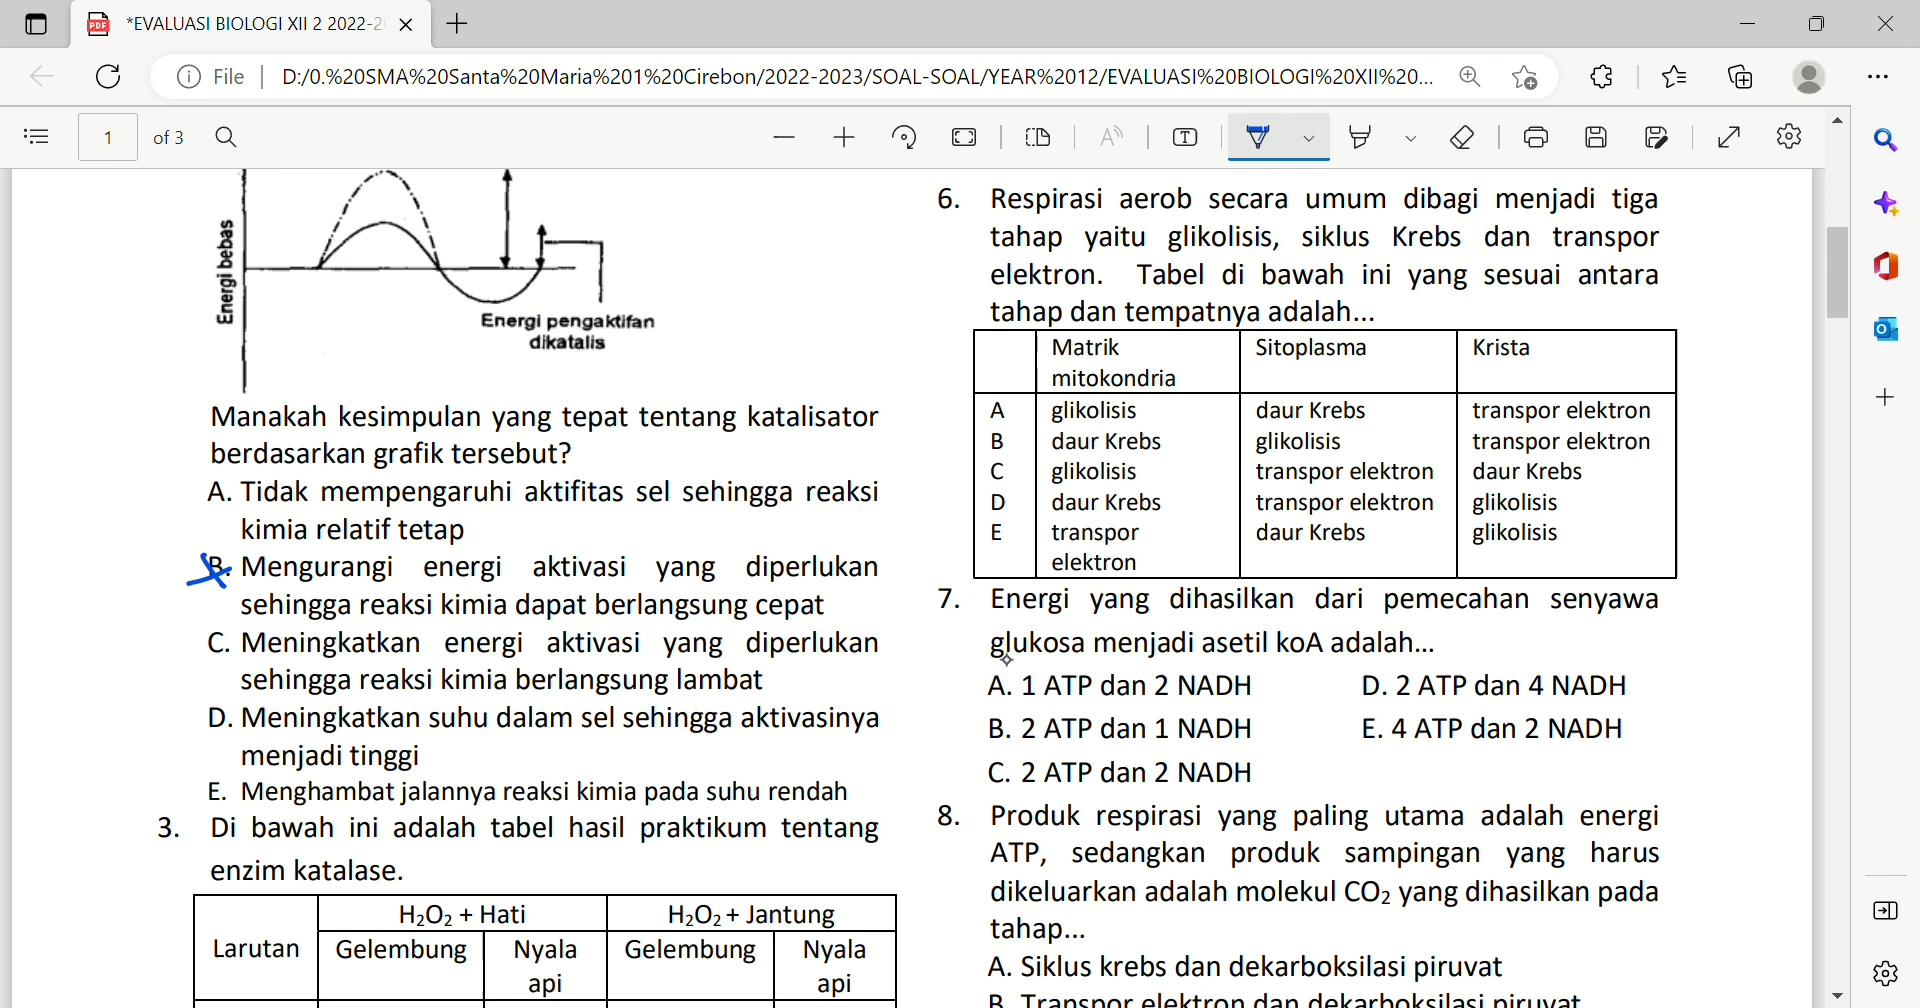 *EVALUASI BIOLOGI XII 2 2022-2
File
D:/0.%20SMA%20Santa%20Maria%201%20Cirebon/2022-2023/SOAL-SOAL/YEAR%2012/EVALUASI%20BIOLOGI%20XII%20...
1 of 3
Energi bebas
Energi pengaktifan
dikatalis
Manakah kesimpulan yang tepat tentang katalisator
berdasarkan grafik tersebut?
A. Tidak mempengaruhi aktifitas sel sehingga reaksi
kimia relatif tetap
B. Mengurangi energi aktivasi yang diperlukan
sehingga reaksi kimia dapat berlangsung cepat
C. Meningkatkan energi aktivasi yang diperlukan
sehingga reaksi kimia berlangsung lambat
D. Meningkatkan suhu dalam sel sehingga aktivasinya
menjadi tinggi
E. Menghambat jalannya reaksi kimia pada suhu rendah
3. Di bawah ini adalah tabel hasil praktikum tentang
enzim katalase.
Larutan
H₂O₂ + Hati
H₂O₂ + Jantung
Gelembung
Nyala
api
Gelembung
Nyala
api
6. Respirasi aerob secara umum dibagi menjadi tiga
tahap yaitu glikolisis, siklus Krebs dan transpor
elektron. Tabel di bawah ini yang sesuai antara
tahap dan tempatnya adalah...
Matrik
mitokondria
Sitoplasma
Krista
A glikolisis daur Krebs transpor elektron
B daur Krebs glikolisis transpor elektron
C glikolisis transpor elektron daur Krebs
D daur Krebs transpor elektron glikolisis
E transpor daur Krebs glikolisis
elektron
7. Energi yang dihasilkan dari pemecahan senyawa
glukosa menjadi asetil koA adalah...
A. 1 ATP dan 2 NADH
D. 2 ATP dan 4 NADH
B. 2 ATP dan 1 NADH
E. 4 ATP dan 2 NADH
C. 2 ATP dan 2 NADH
8. Produk respirasi yang paling utama adalah energi
ATP, sedangkan produk sampingan yang harus
dikeluarkan adalah molekul CO₂ yang dihasilkan pada
tahap...
A. Siklus krebs dan dekarboksilasi piruvat
B. Transpor elektron dan dekarboksilasi piruvat